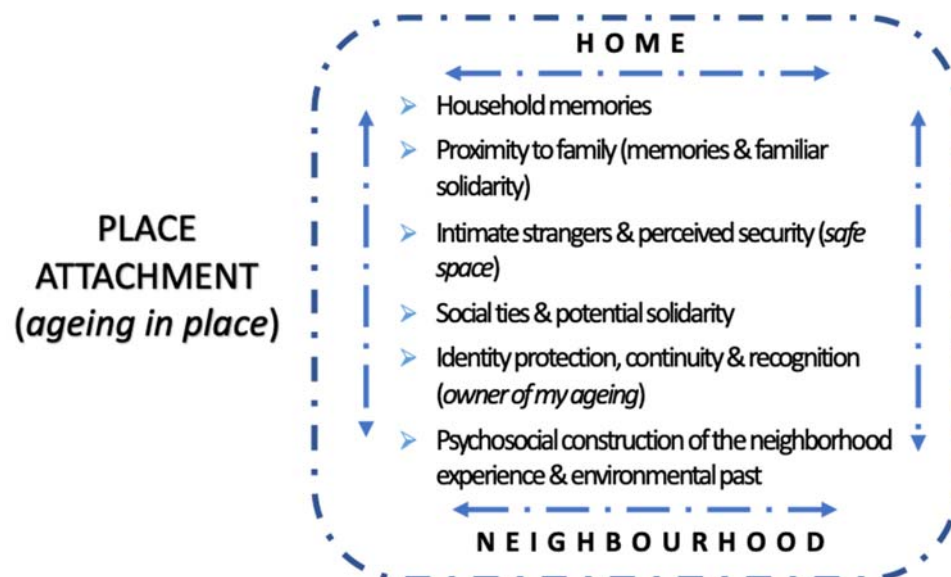 HOME
Household memories
Proximity to family (memories & familiar
solidarity)
Intimate strangers & perceived security (safe
space)
Social ties & potential solidarity
Identity protection, continuity & recognition
(owner of my ageing)
Psychosocial construction of the neighborhood
experience & environmental past
NEIGHBOURHOOD
PLACE
ATTACHMENT
(ageing in place)